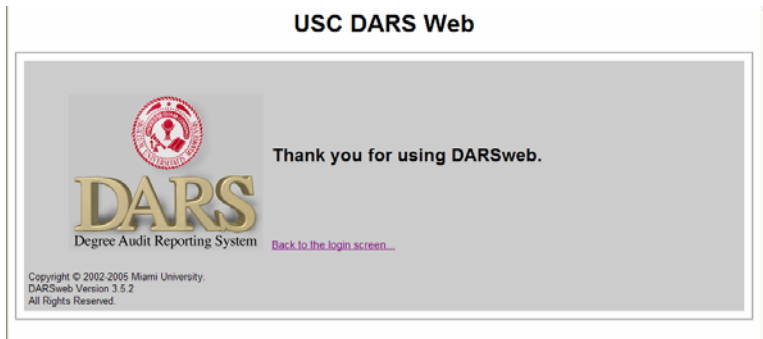 USC DARS Web
Thank you for using DARSweb.
DARS
Degree Audit Reporting System
Back to the login screen...
Copyright © 2002-2005 Miami University.
DARSweb Version 3.5.2
All Rights Reserved.